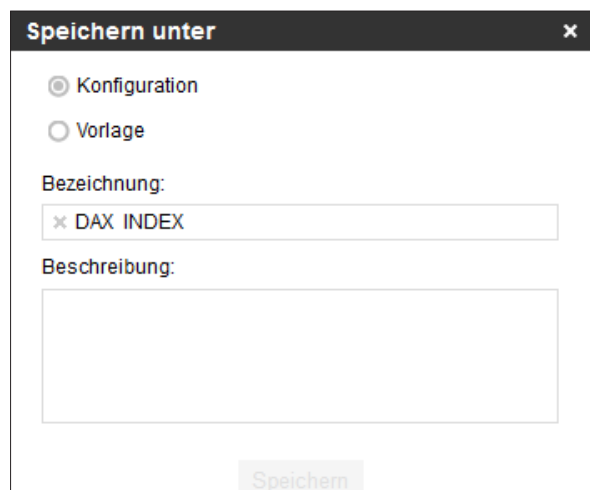 Speichern unter
Konfiguration
Vorlage
Bezeichnung:
DAX INDEX
Beschreibung:
Speichern